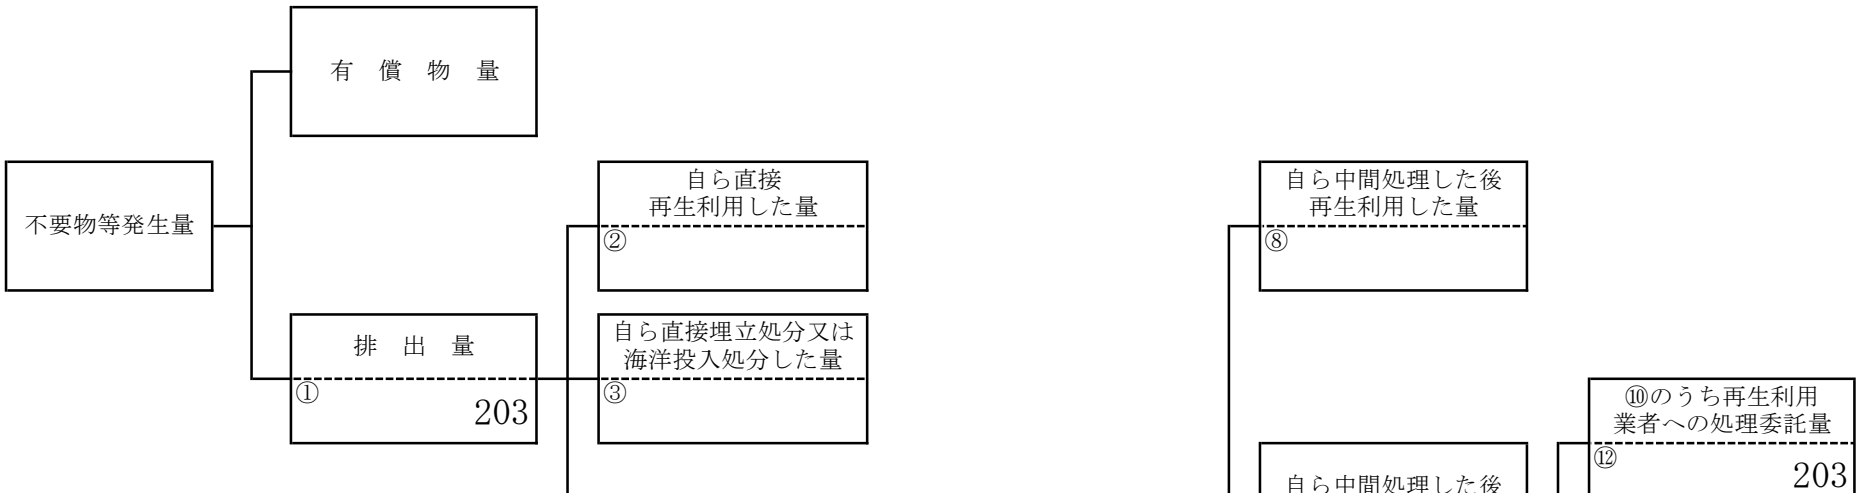 有　償　物　量
不要物等発生量
自ら直接
再生利用した量
②
自ら中間処理した後
再生利用した量
⑧
排　出　量
①
203
自ら直接埋立処分又は
海洋投入処分した量
③
⑩のうち再生利用
業者への処理委託量
⑫
203
自ら中間処理した後